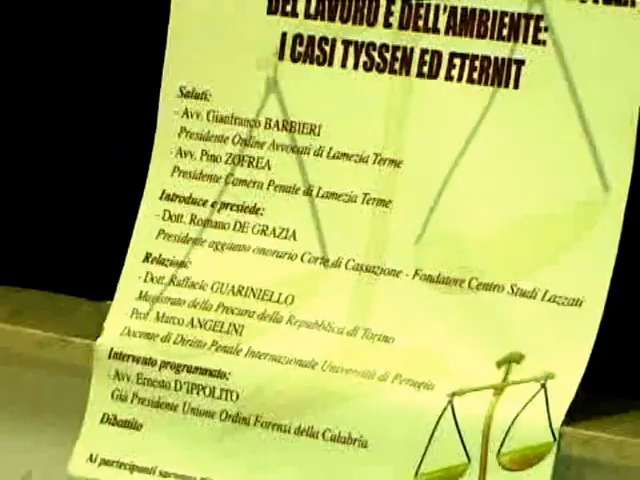 DEL LAVORO E DELL'AMBIENTE:
I CASI TYSSEN ED ETERNIT
Saluti:
- Avv. Gianfranco BARBIERI
Presidente Ordine Avvocati di Lamezia Terme
- Avv. Pino ZOFREA
Presidente Camera Penale di Lamezia Terme
Introduce e presiede:
- Dott. Romano DE GRAZIA
Presidente aggiunto onorario Corte di Cassazione - Fondatore Centro Studi Lazzati
Relazioni:
- Dott. Raffaele GUARINIELLO
Magistrato della Procura della Repubblica di Torino
Prof. Marco ANGELINI
Docente di Diritto Penale Internazionale Università di Perugia
Intervento programmato:
- Avv. Ernesto D'IPPOLITO
Già Presidente Unione Ordini Forensi della Calabria
Dibattito
Ai partecipanti